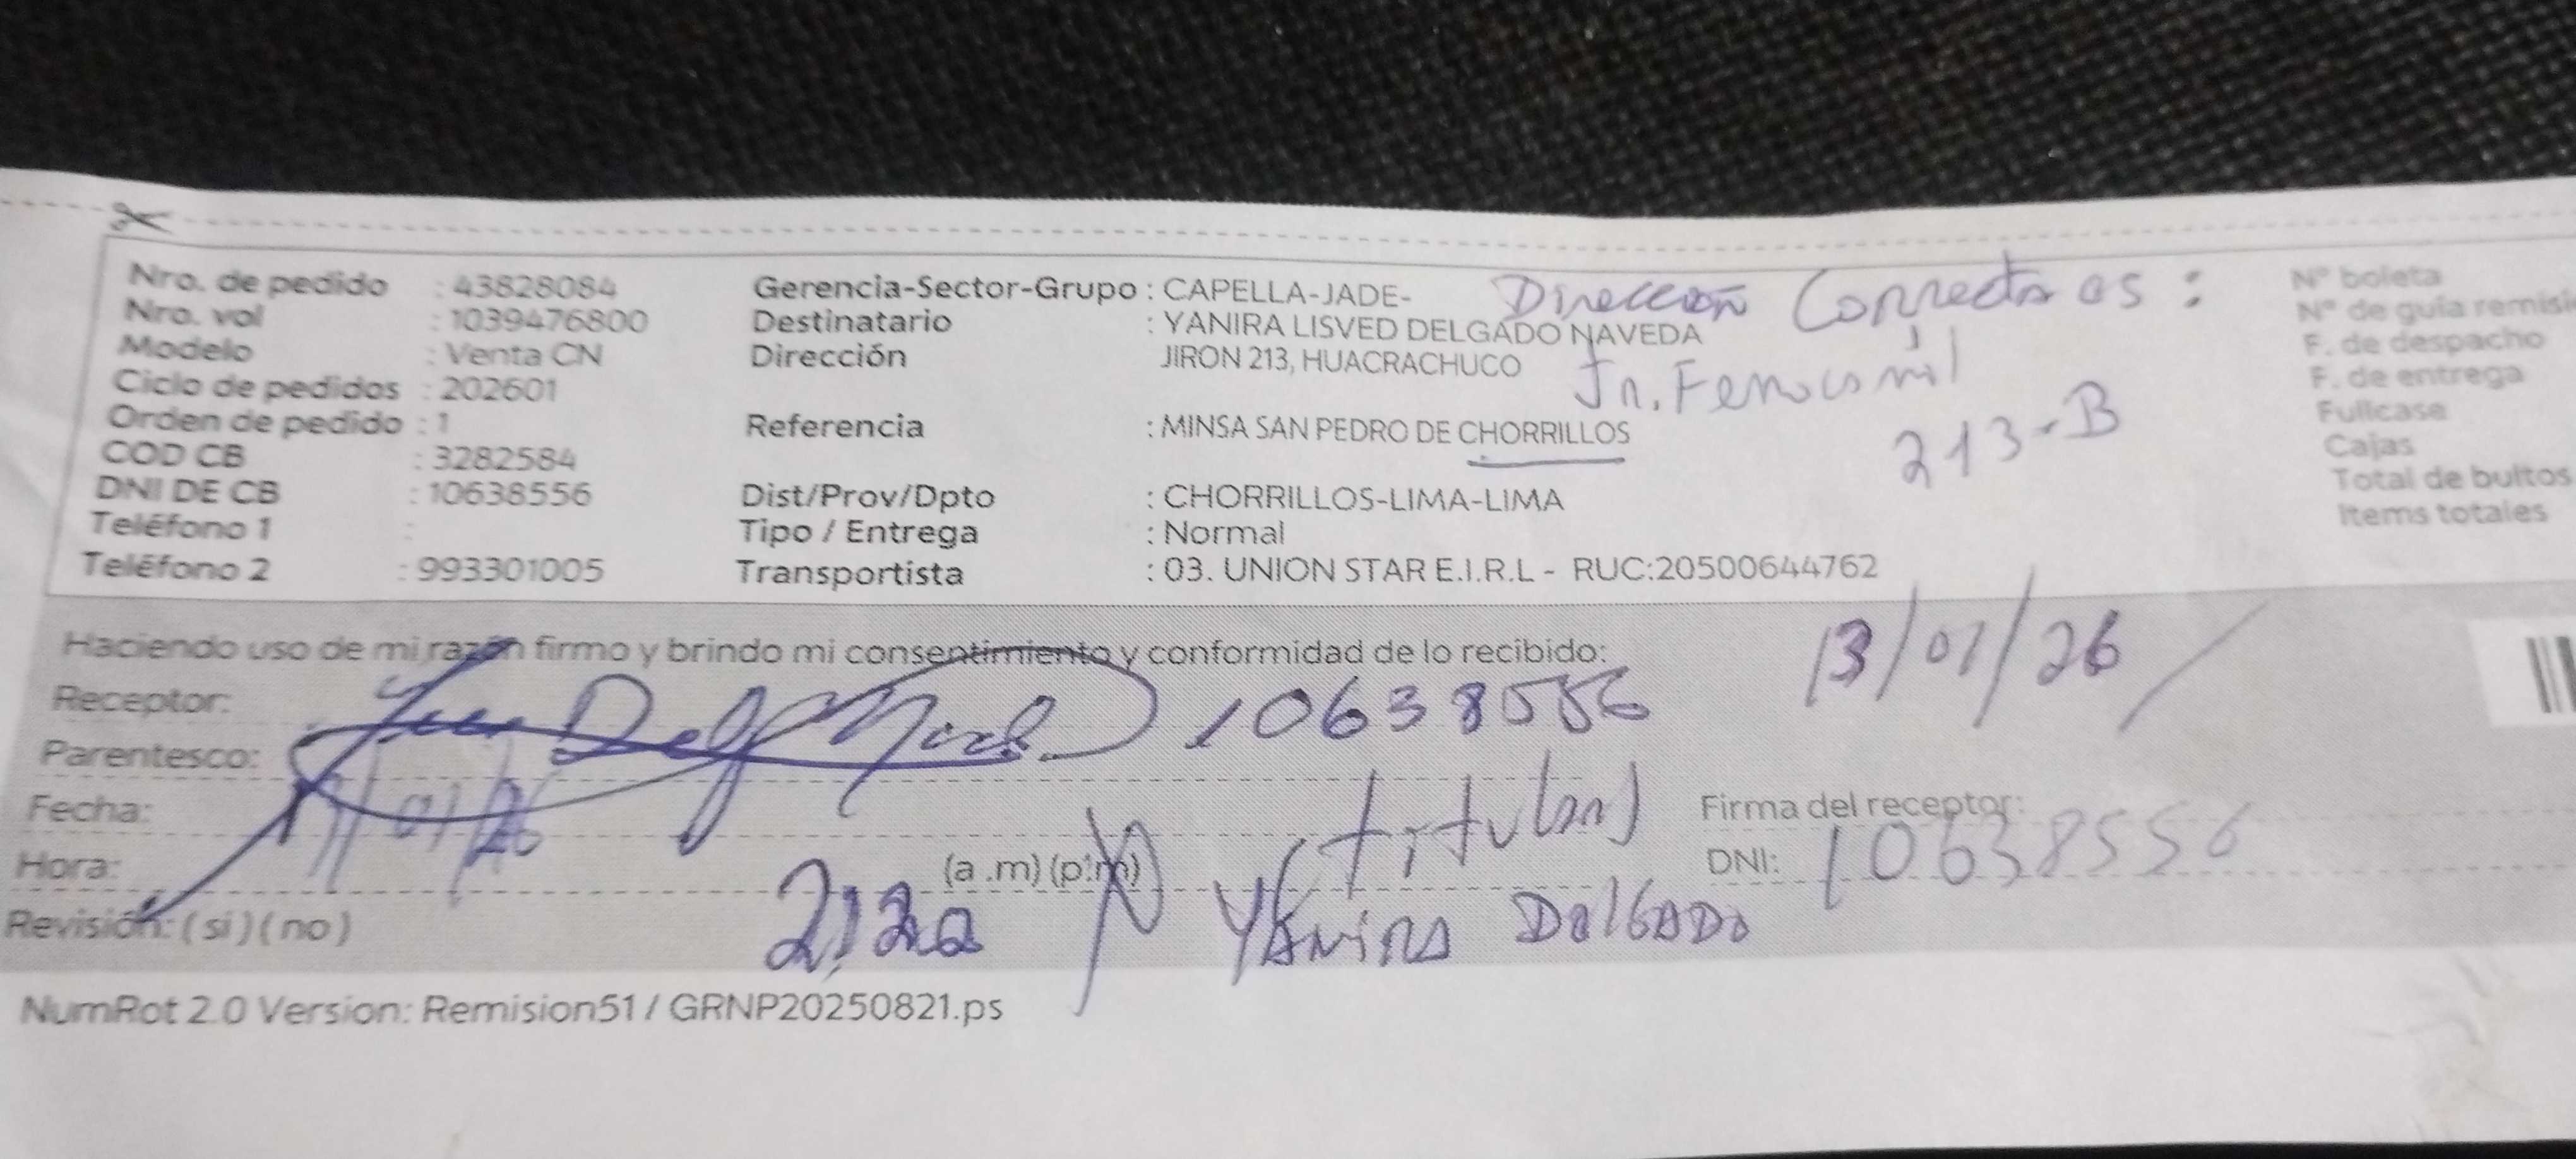 Nro. de pedido : 43828084
Nro. vol : 1039476800
Modelo : Venta CN
Ciclo de pedidos : 202601
Orden de pedido : 1
COD CB : 3282584
DNI DE CB : 10638556
Teléfono 1 :
Teléfono 2 : 993301005
Gerencia-Sector-Grupo : CAPELLA-JADE-
Destinatario : YANIRA LISVED DELGADO NAVEDA
Dirección JIRON 213, HUACRACHUCO
Referencia : MINSA SAN PEDRO DE CHORRILLOS
Dist/Prov/Dpto : CHORRILLOS-LIMA-LIMA
Tipo / Entrega : Normal
Transportista : 03. UNION STAR E.I.R.L - RUC:20500644762
Dirección Correcta es :
Jr. Ferrocarril
213-B
Nº boleta
Nº de guía remisi
F. de despacho
F. de entrega
Fullcase
Cajas
Total de bultos
Items totales
Haciendo uso de mi razón firmo y brindo mi consentimiento y conformidad de lo recibido:
13/01/26
Receptor: 10638556
Parentesco:
(titular)
Fecha: /01/26
Firma del receptor:
Hora: (a .m) (p.m)
DNI: 10638556
Yanira Delgado
Revisión: ( si ) ( no )
NumRot 2.0 Version: Remision51 / GRNP20250821.ps